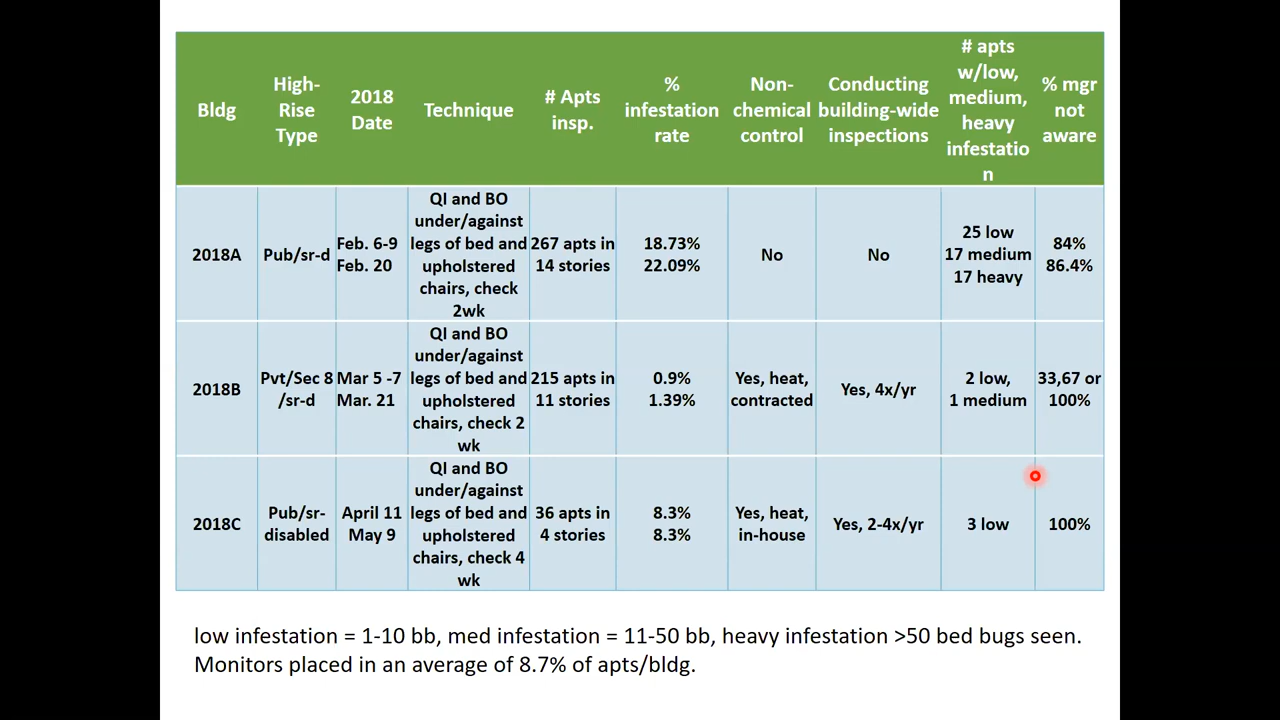 Bldg
High-
Rise
Type
2018
Date
Technique
# Apts
insp.
%
infestation
rate
Non-
chemical
control
Conducting
building-wide
inspections
# apts
w/low,
medium,
heavy
infestatio
n
% mgr
not
aware
2018A
Pub/sr-d
Feb. 6-9
Feb. 20
QI and BO
under/against
legs of bed and
upholstered
chairs, check
2wk
267 apts in
14 stories
18.73%
22.09%
No
No
25 low
17 medium
17 heavy
84%
86.4%
2018B
Pvt/Sec 8
/sr-d
Mar 5 -7
Mar. 21
QI and BO
under/against
legs of bed and
upholstered
chairs, check 2
wk
215 apts in
11 stories
0.9%
1.39%
Yes, heat,
contracted
Yes, 4x/yr
2 low,
1 medium
33,67 or
100%
2018C
Pub/sr-
disabled
April 11
May 9
QI and BO
under/against
legs of bed and
upholstered
chairs, check 4
wk
36 apts in
4 stories
8.3%
8.3%
Yes, heat,
in-house
Yes, 2-4x/yr
3 low
100%
low infestation = 1-10 bb, med infestation = 11-50 bb, heavy infestation >50 bed bugs seen.
Monitors placed in an average of 8.7% of apts/bldg.